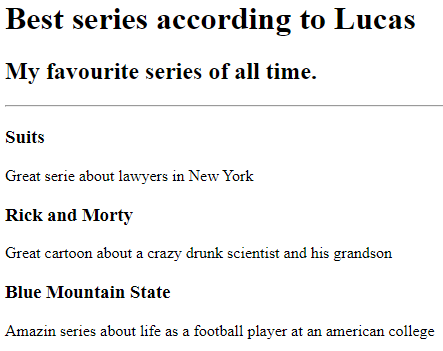 Best series according to Lucas
My favourite series of all time.
Suits
Great serie about lawyers in New York
Rick and Morty
Great cartoon about a crazy drunk scientist and his grandson
Blue Mountain State
Amazin series about life as a football player at an american college